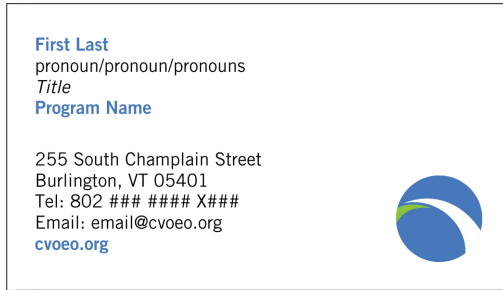 First Last
pronoun/pronoun/pronouns
Title
Program Name
255 South Champlain Street
Burlington, VT 05401
Tel: 802 ### #### X###
Email: email@cvoeo.org
cvoeo.org